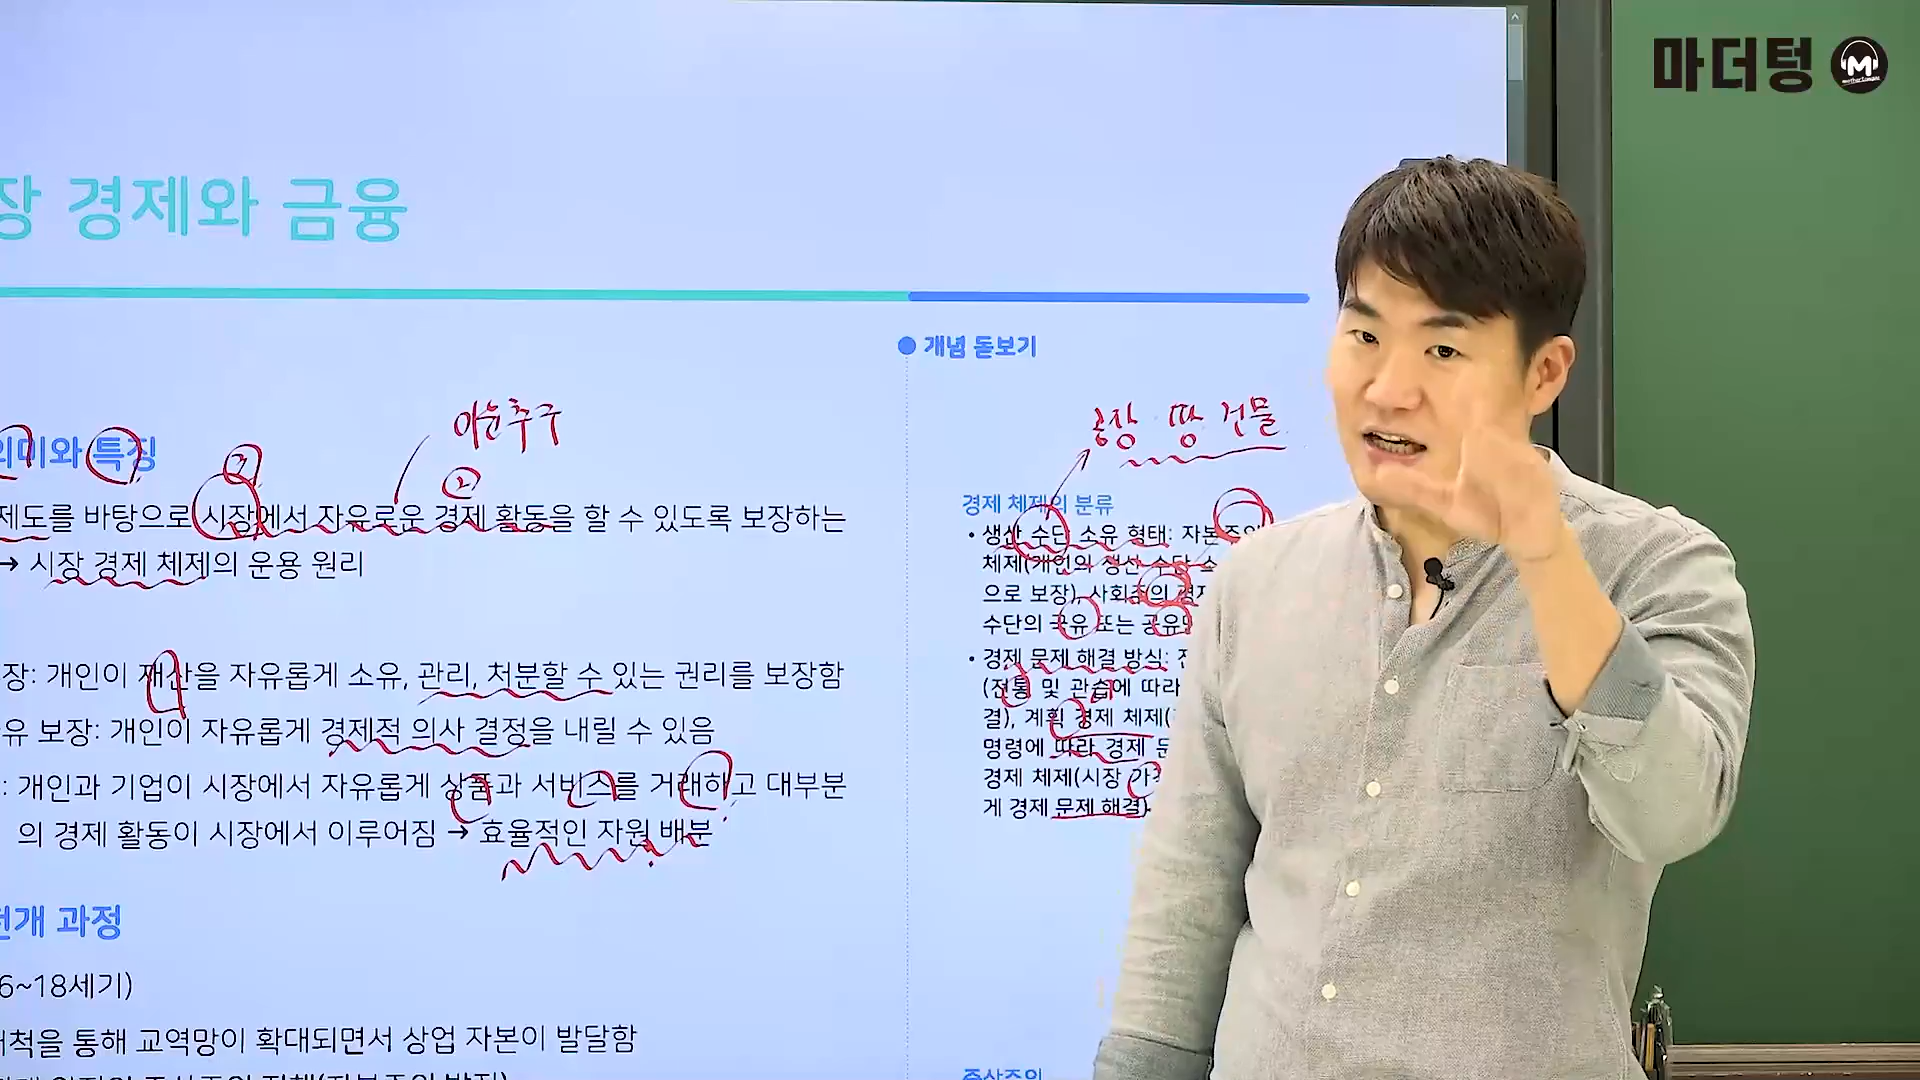 마더텅
장 경제와 금융
개념 돋보기
이윤추구
공장 땅 건물
의미와 특징
경제 체제의 분류
제도를 바탕으로 시장에서 자유로운 경제 활동을 할 수 있도록 보장하는
→ 시장 경제 체제의 운용 원리
• 생산 수단 소유 형태: 자본주의
체제(개인의 생산 수단 소
으로 보장), 사회주의 경제
수단의 국유 또는 공유
장: 개인이 재산을 자유롭게 소유, 관리, 처분할 수 있는 권리를 보장함
유 보장: 개인이 자유롭게 경제적 의사 결정을 내릴 수 있음
: 개인과 기업이 시장에서 자유롭게 상품과 서비스를 거래하고 대부분
의 경제 활동이 시장에서 이루어짐 → 효율적인 자원 배분
• 경제 문제 해결 방식: 전
(전통 및 관습에 따라
결), 계획 경제 체제(
명령에 따라 경제 문
경제 체제(시장 가격
게 경제 문제 해결)
전개 과정
6~18세기)
개척을 통해 교역망이 확대되면서 상업 자본이 발달함
중상주의